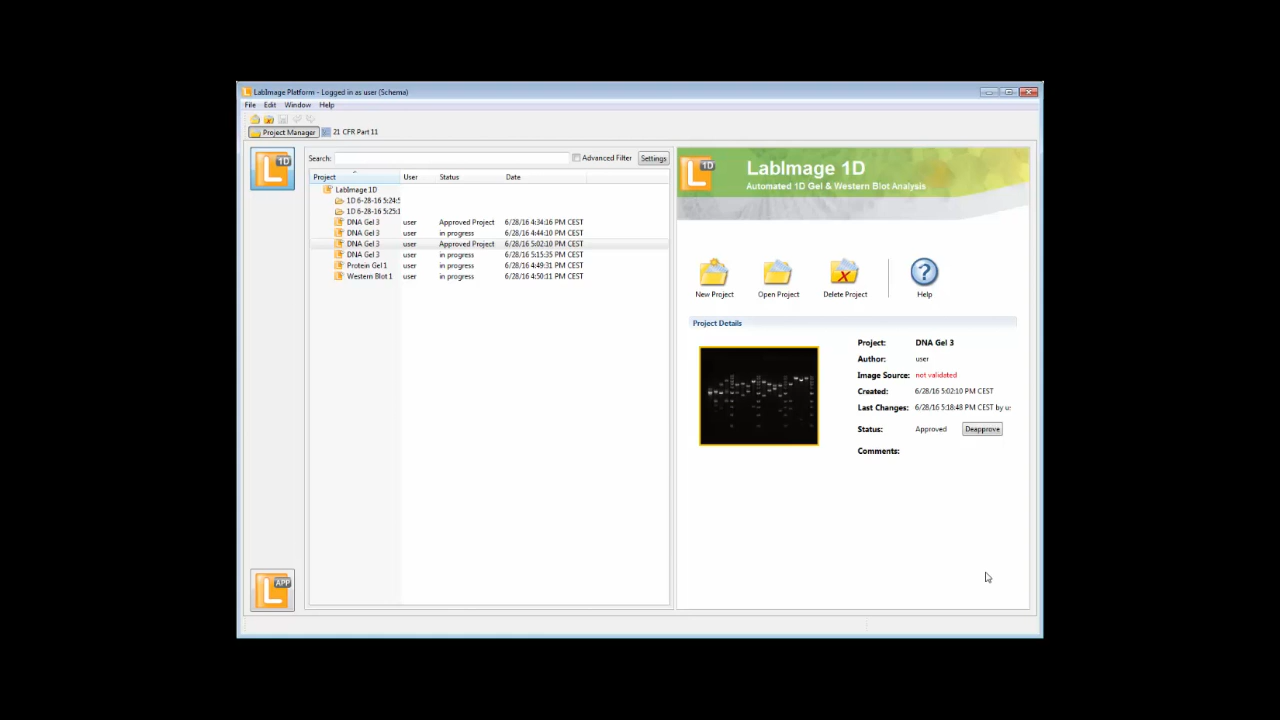 LabImage Platform - Logged in as user (Schema)
File Edit Window Help
Project Manager 21 CFR Part 11
1D
Search: Advanced Filter Settings
Project User Status Date
LabImage 1D
1D 6-28-16 5:24:5
1D 6-28-16 5:25:1
DNA Gel 3 user Approved Project 6/28/16 4:34:16 PM CEST
DNA Gel 3 user in progress 6/28/16 4:44:10 PM CEST
DNA Gel 3 user Approved Project 6/28/16 5:02:10 PM CEST
DNA Gel 3 user in progress 6/28/16 5:15:35 PM CEST
Protein Gel 1 user in progress 6/28/16 4:49:31 PM CEST
Western Blot 1 user in progress 6/28/16 4:50:11 PM CEST
L APP
L 1D
LabImage 1D
Automated 1D Gel & Western Blot Analysis
New Project Open Project Delete Project Help
Project Details
Project: DNA Gel 3
Author: user
Image Source: not validated
Created: 6/28/16 5:02:10 PM CEST
Last Changes: 6/28/16 5:18:48 PM CEST by u:
Status: Approved Deapprove
Comments: